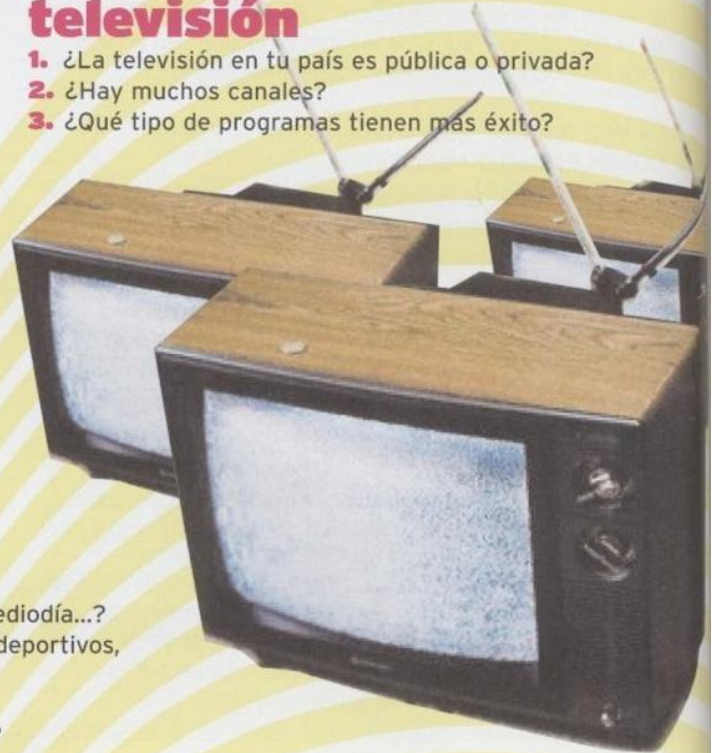 televisión
1. ¿La televisión en tu país es pública o privada?
2. ¿Hay muchos canales?
3. ¿Qué tipo de programas tienen más éxito?
ediodía...?
deportivos,